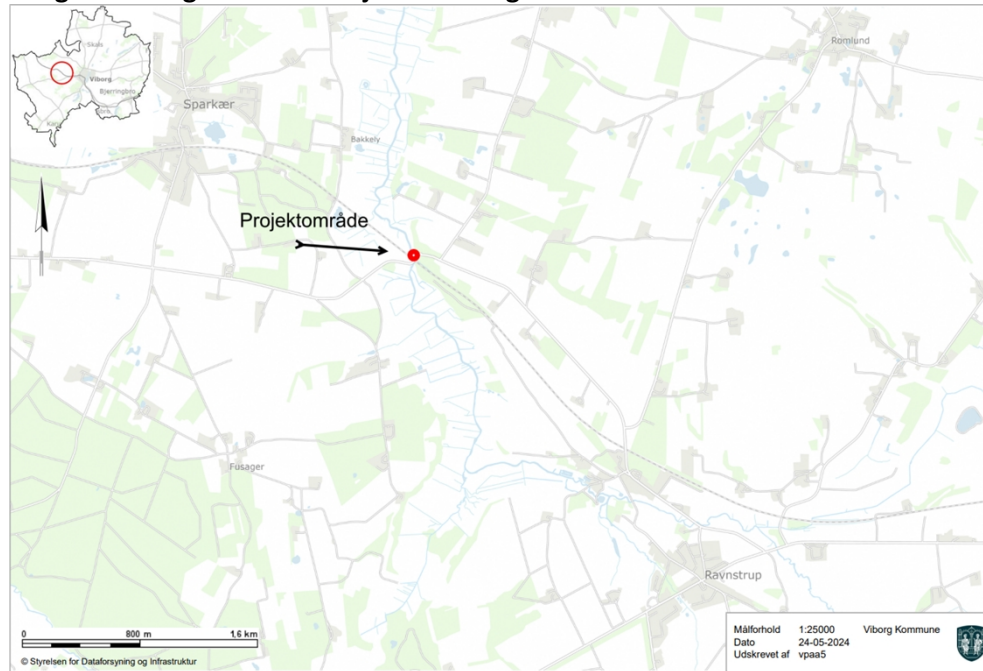 Skals
Viborg
Bjerringbro
Sparkær
Romlund
Bakkely
Projektområde
Fusager
Ravnstrup
0 800 m 1,6 km
© Styrelsen for Dataforsyning og Infrastruktur
Målforhold 1:25000 Viborg Kommune
Dato 24-05-2024
Udskrevet af vpaa5